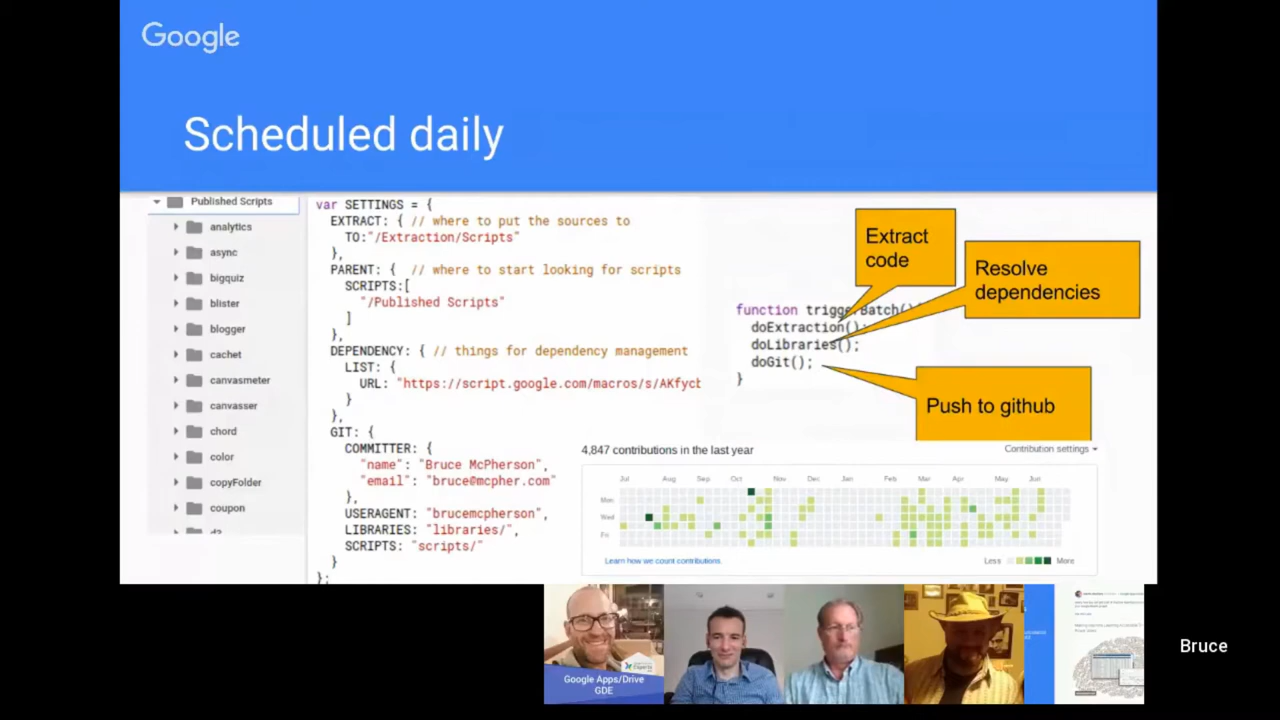 Google
Scheduled daily
Published Scripts
analytics
async
bigquiz
blister
blogger
cachet
canvasmeter
canvasser
chord
color
copyFolder
coupon
var SETTINGS = {
EXTRACT: { // where to put the sources to
TO:"/Extraction/Scripts"
},
PARENT: { // where to start looking for scripts
SCRIPTS:[
"/Published Scripts"
]
},
DEPENDENCY: { // things for dependency management
LIST: {
URL: "https://script.google.com/macros/s/AKfycb
}
},
GIT: {
COMMITTER: {
"name": "Bruce McPherson",
"email": "bruce@mcpher.com"
},
USERAGENT: "brucemcpherson",
LIBRARIES: "libraries/",
SCRIPTS: "scripts/"
}
};
Extract
code
Resolve
dependencies
function triggerBatch(){
doExtraction();
doLibraries();
doGit();
}
Push to github
4,847 contributions in the last year
Contribution settings
Jul Aug Sep Oct Nov Dec Jan Feb Mar Apr May Jun
Mon
Wed
Fri
Learn how we count contributions.
Less More
Experts
Google Apps/Drive
GDE
Bruce